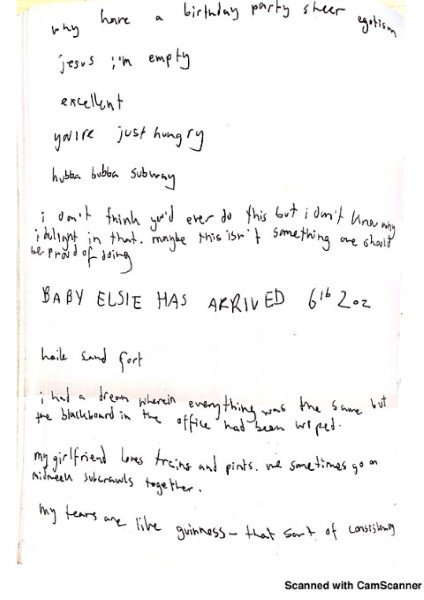 why have a birthday party sheer egotism
jesus i'm empty
excellent
you're just hungry
hubba bubba subway
i don't think you'd ever do this but i don't know why
i delight in that. maybe this isn't something one should
be proud of doing
BABY ELSIE HAS ARRIVED 6lb 2oz
haile sand fort
i had a dream wherein everything was the same but
the blackboard in the office had been wiped.
my girlfriend loves trains and pints. we sometimes go on
midweek subcrawls together.
my tears are like guinness – that sort of consistency
Scanned with CamScanner